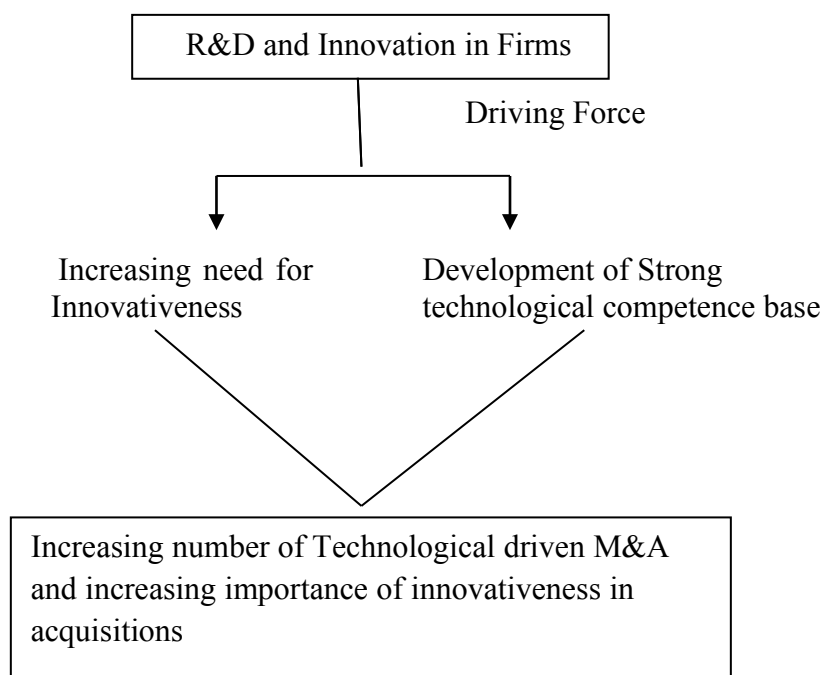 R&D and Innovation in Firms
Driving Force
Increasing need for
Innovativeness
Development of Strong
technological competence base
Increasing number of Technological driven M&A
and increasing importance of innovativeness in
acquisitions